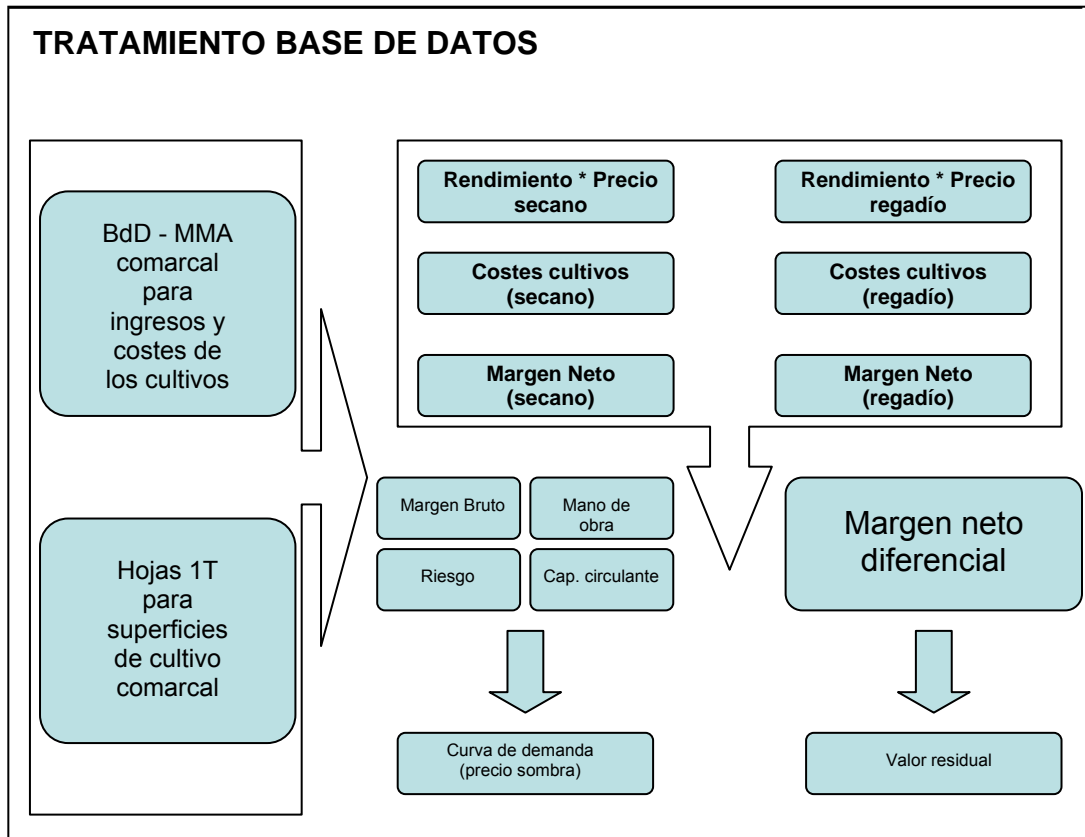 TRATAMIENTO BASE DE DATOS
BdD - MMA
comarcal
para
ingresos y
costes de
los cultivos
Hojas 1T
para
superficies
de cultivo
comarcal
Rendimiento * Precio
secano
Rendimiento * Precio
regadío
Costes cultivos
(secano)
Costes cultivos
(regadío)
Margen Neto
(secano)
Margen Neto
(regadío)
Margen Bruto
Mano de
obra
Riesgo
Cap. circulante
Margen neto
diferencial
Curva de demanda
(precio sombra)
Valor residual